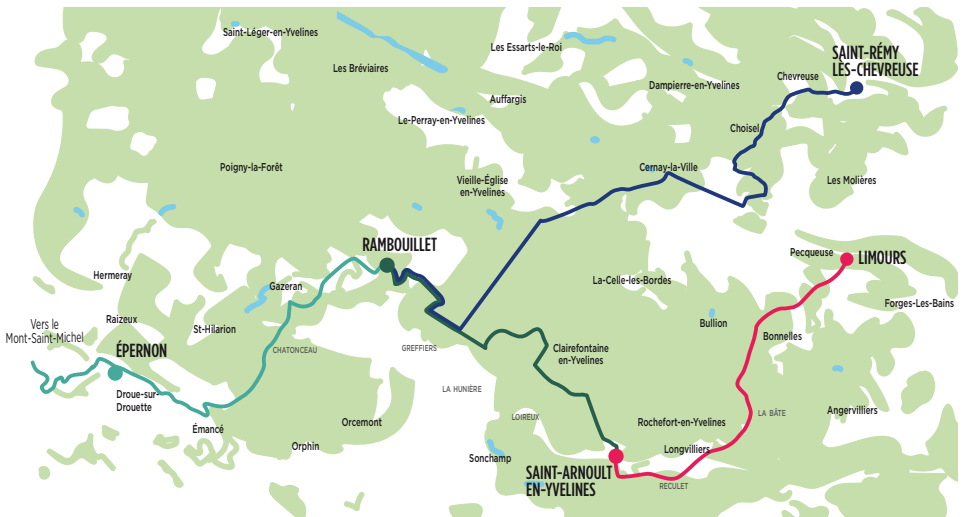 Saint-Léger-en-Yvelines
Les Essarts-le-Roi
SAINT-RÉMY
LÈS-CHEVREUSE
Les Bréviaires
Chevreuse
Dampierre-en-Yvelines
Auffargis
Le-Perray-en-Yvelines
Choisel
Poigny-la-Forêt
Cernay-la-Ville
Vieille-Église
en-Yvelines
Les Molières
RAMBOUILLET
Pecqueuse
LIMOURS
Hermeray
Gazeran
La-Celle-les-Bordes
Forges-Les-Bains
Raizeux
St-Hilarion
Bullion
Vers le
Mont-Saint-Michel
Bonnelles
ÉPERNON
CHATONCEAU
GREFFIERS
Clairefontaine
en-Yvelines
LA HUNIÈRE
Droue-sur-
Drouette
LOIREUX
LA BÂTE
Angervilliers
Émancé
Orcemont
Rochefort-en-Yvelines
Orphin
Longvilliers
Sonchamp
SAINT-ARNOULT
EN-YVELINES
RECULET